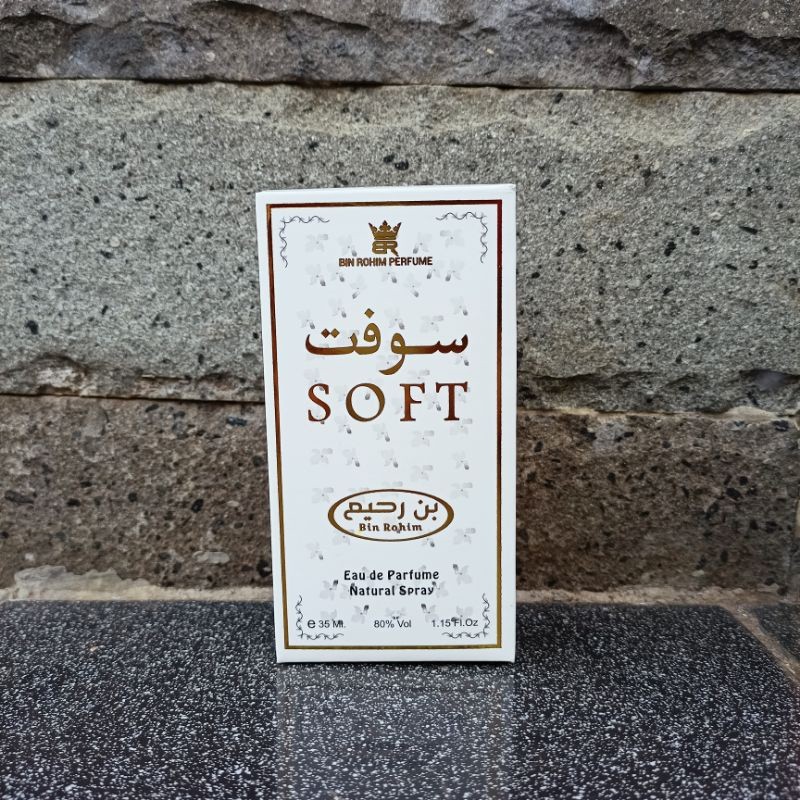 BR
BIN ROHIM PERFUME
سوفت
SOFT
بن رحيم
Bin Rohim
Eau de Parfume
Natural Spray
℮ 35 Ml. 80% Vol 1.15 Fl.Oz